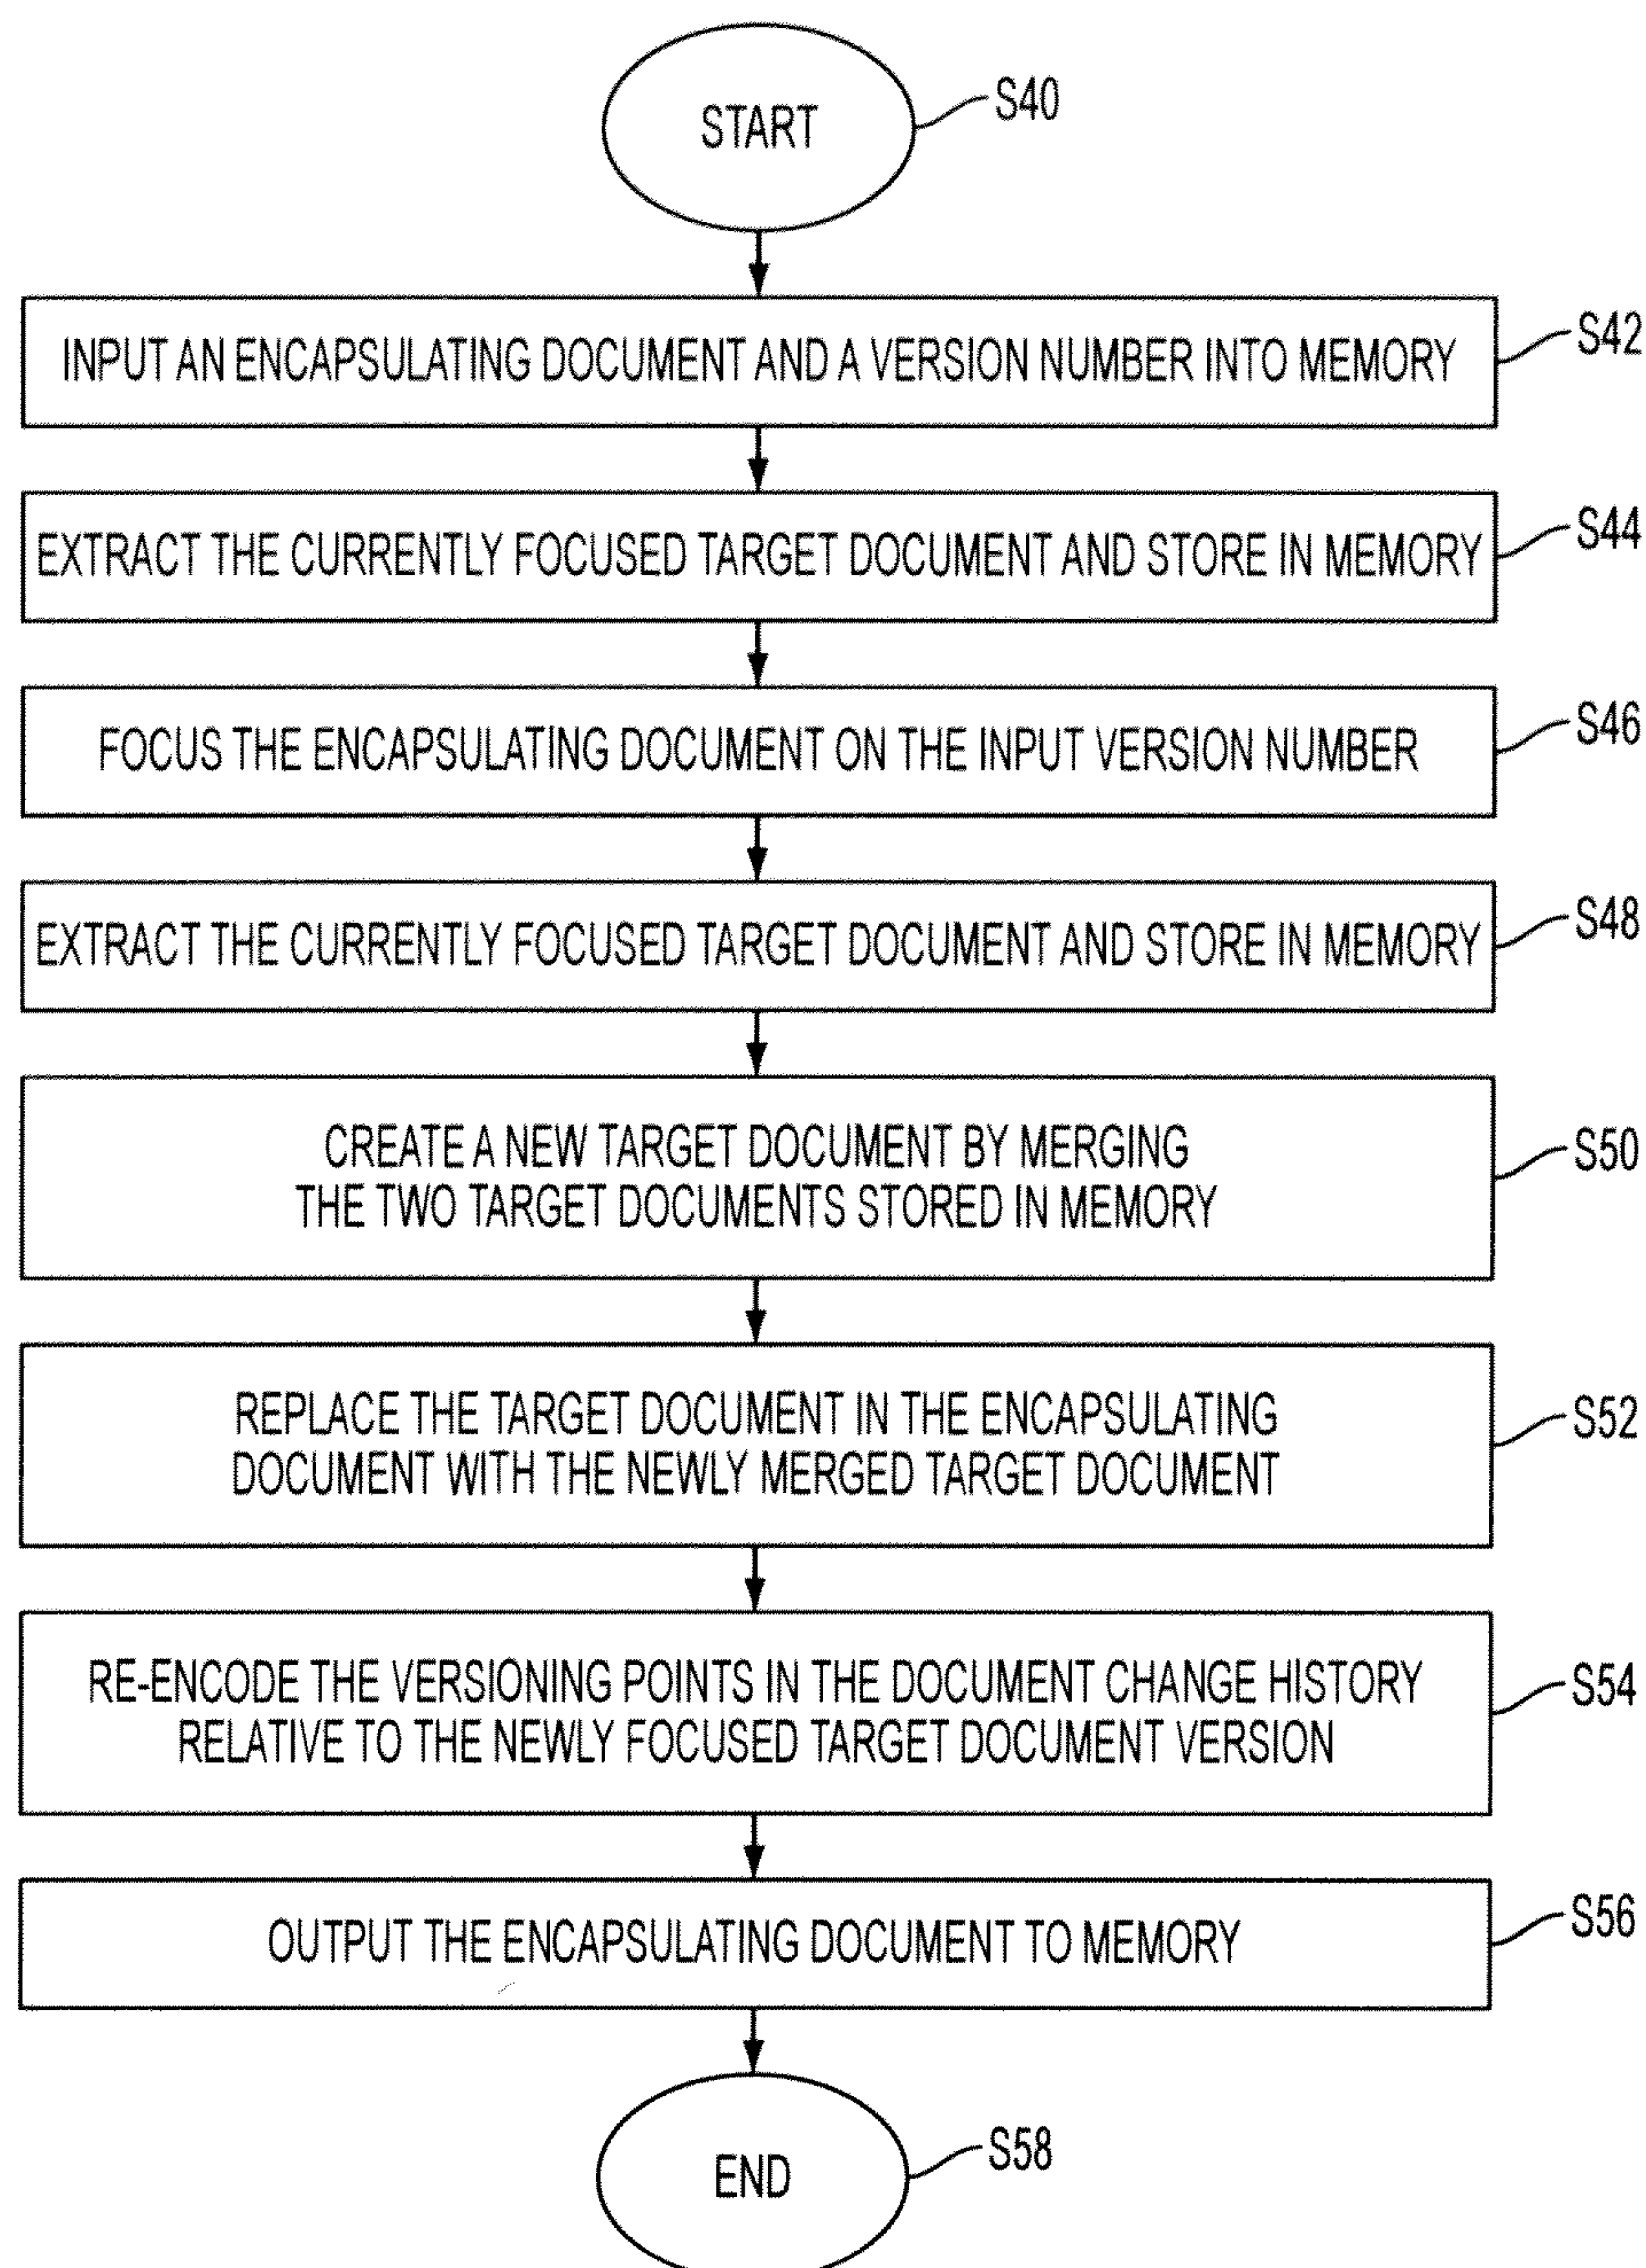 START
S40
INPUT AN ENCAPSULATING DOCUMENT AND A VERSION NUMBER INTO MEMORY
S42
EXTRACT THE CURRENTLY FOCUSED TARGET DOCUMENT AND STORE IN MEMORY
S44
FOCUS THE ENCAPSULATING DOCUMENT ON THE INPUT VERSION NUMBER
S46
EXTRACT THE CURRENTLY FOCUSED TARGET DOCUMENT AND STORE IN MEMORY
S48
CREATE A NEW TARGET DOCUMENT BY MERGING
THE TWO TARGET DOCUMENTS STORED IN MEMORY
S50
REPLACE THE TARGET DOCUMENT IN THE ENCAPSULATING
DOCUMENT WITH THE NEWLY MERGED TARGET DOCUMENT
S52
RE-ENCODE THE VERSIONING POINTS IN THE DOCUMENT CHANGE HISTORY
RELATIVE TO THE NEWLY FOCUSED TARGET DOCUMENT VERSION
S54
OUTPUT THE ENCAPSULATING DOCUMENT TO MEMORY
S56
END
S58